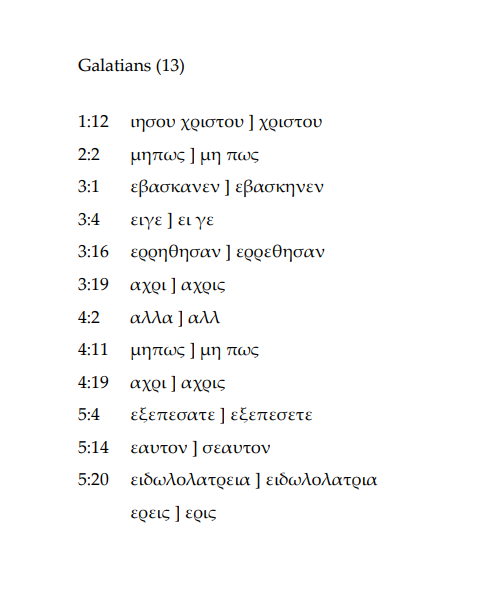 Galatians (13)
1:12 ιησου χριστου ] χριστου
2:2 μηπως ] μη πως
3:1 εβασκανεν ] εβασκηνεν
3:4 ειγε ] ει γε
3:16 ερρηθησαν ] ερρεθησαν
3:19 αχρι ] αχρις
4:2 αλλα ] αλλ
4:11 μηπως ] μη πως
4:19 αχρι ] αχρις
5:4 εξεπεσατε ] εξεπεσετε
5:14 εαυτον ] σεαυτον
5:20 ειδωλολατρεια ] ειδωλολατρια
ερεις ] ερις